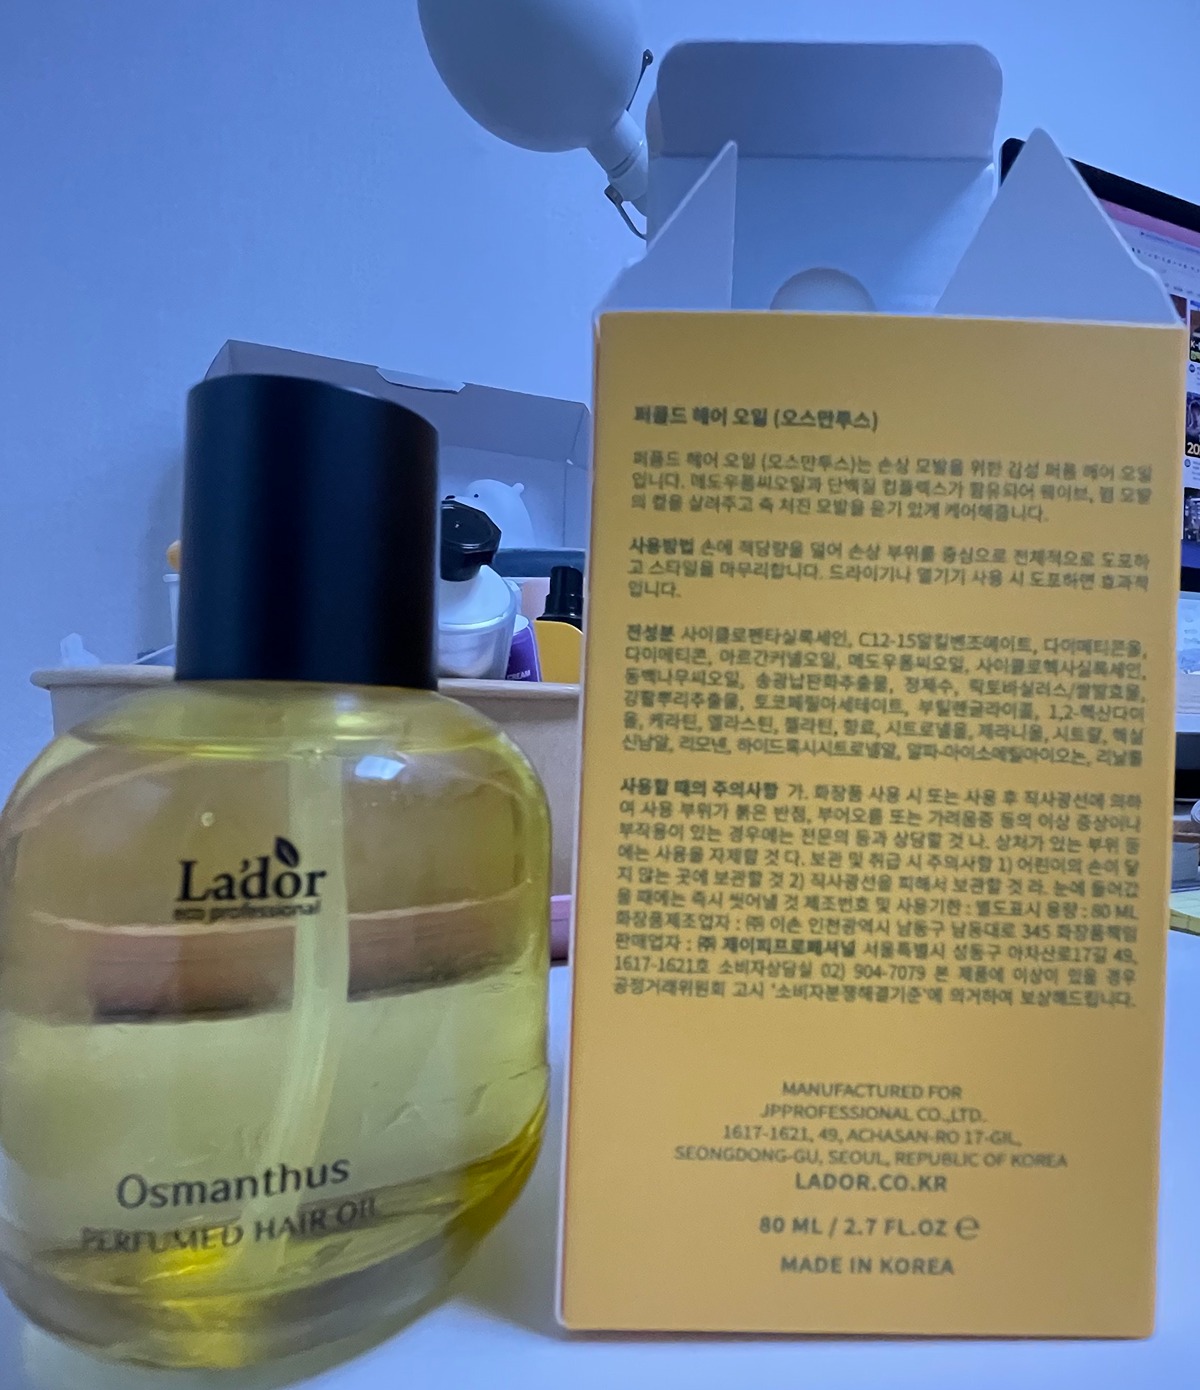 La'dor
eco professional
Osmanthus
PERFUMED HAIR OIL
CREAM
퍼퓸드 헤어 오일 (오스만투스)
퍼퓸드 헤어 오일 (오스만투스)는 손상 모발을 위한 감성 퍼퓸 헤어 오일
입니다. 메도우폼씨오일과 단백질 컴플렉스가 함유되어 웨이브, 펌 모발
의 컬을 살려주고 축 처진 모발을 윤기 있게 케어해줍니다.
사용방법 손에 적당량을 덜어 손상 부위를 중심으로 전체적으로 도포하
고 스타일을 마무리합니다. 드라이기나 열기기 사용 시 도포하면 효과적
입니다.
전성분 사이클로펜타실록세인, C12-15알킬벤조에이트, 다이메티콘올,
다이메티콘, 아르간커넬오일, 메도우폼씨오일, 사이클로헥사실록세인,
동백나무씨오일, 송광납판화추출물, 정제수, 락토바실러스/쌀발효물,
강활뿌리추출물, 토코페릴아세테이트, 부틸렌글라이콜, 1,2-헥산다이
올, 케라틴, 엘라스틴, 젤라틴, 향료, 시트로넬올, 제라니올, 시트랄, 헥실
신남알, 리모넨, 하이드록시시트로넬알, 알파-아이소메틸아이오논, 리날룰
사용할 때의 주의사항 가. 화장품 사용 시 또는 사용 후 직사광선에 의하
여 사용 부위가 붉은 반점, 부어오름 또는 가려움증 등의 이상 증상이나
부작용이 있는 경우에는 전문의 등과 상담할 것 나. 상처가 있는 부위 등
에는 사용을 자제할 것 다. 보관 및 취급 시 주의사항 1) 어린이의 손이 닿
지 않는 곳에 보관할 것 2) 직사광선을 피해서 보관할 것 라. 눈에 들어갔
을 때에는 즉시 씻어낼 것 제조번호 및 사용기한 : 별도표시 용량 : 80 ML
화장품제조업자 : ㈜ 이손 인천광역시 남동구 남동대로 345 화장품책임
판매업자 : ㈜ 제이피프로페셔널 서울특별시 성동구 아차산로17길 49,
1617-1621호 소비자상담실 02) 904-7079 본 제품에 이상이 있을 경우
공정거래위원회 고시 '소비자분쟁해결기준'에 의거하여 보상해드립니다.
MANUFACTURED FOR
JPPROFESSIONAL CO.,LTD.
1617-1621, 49, ACHASAN-RO 17-GIL,
SEONGDONG-GU, SEOUL, REPUBLIC OF KOREA
LADOR.CO.KR
80 ML / 2.7 FL.OZ ℮
MADE IN KOREA